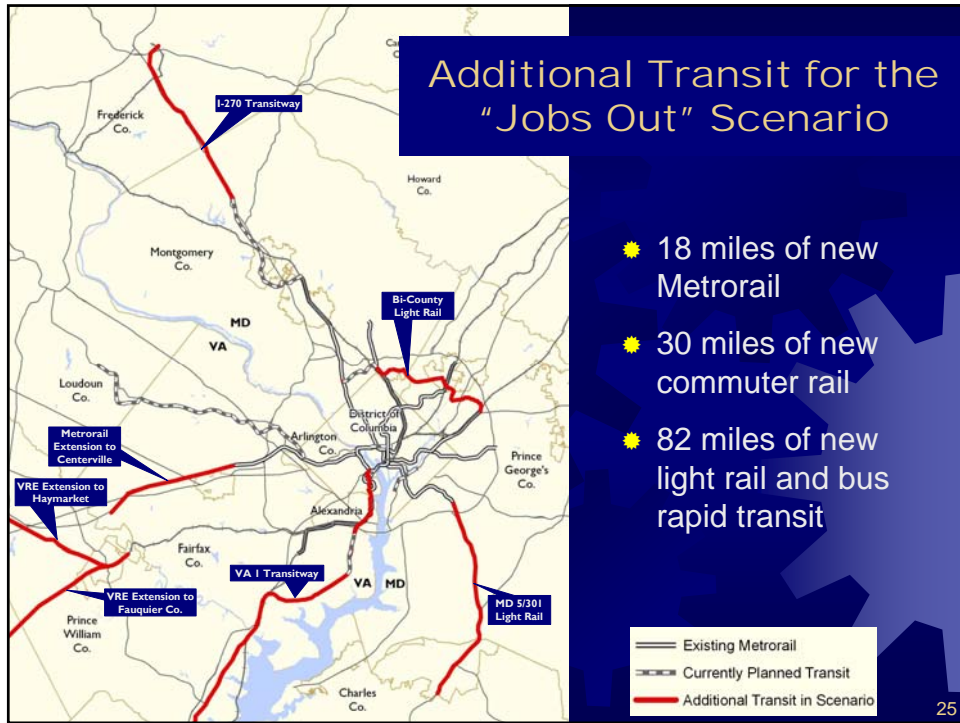 Additional Transit for the
“Jobs Out” Scenario
I-270 Transitway
Frederick
Co.
Howard
Co.
Montgomery
Co.
Bi-County
Light Rail
MD
VA
Loudoun
Co.
District of
Columbia
Arlington
Co.
Metrorail
Extension to
Centerville
Prince
George's
Co.
VRE Extension to
Haymarket
Alexandria
Fairfax
Co.
VA 1 Transitway
VA
MD
VRE Extension to
Fauquier Co.
MD 5/301
Light Rail
Prince
William
Co.
Charles
Co.
18 miles of new
Metrorail
30 miles of new
commuter rail
82 miles of new
light rail and bus
rapid transit
Existing Metrorail
Currently Planned Transit
Additional Transit in Scenario
25